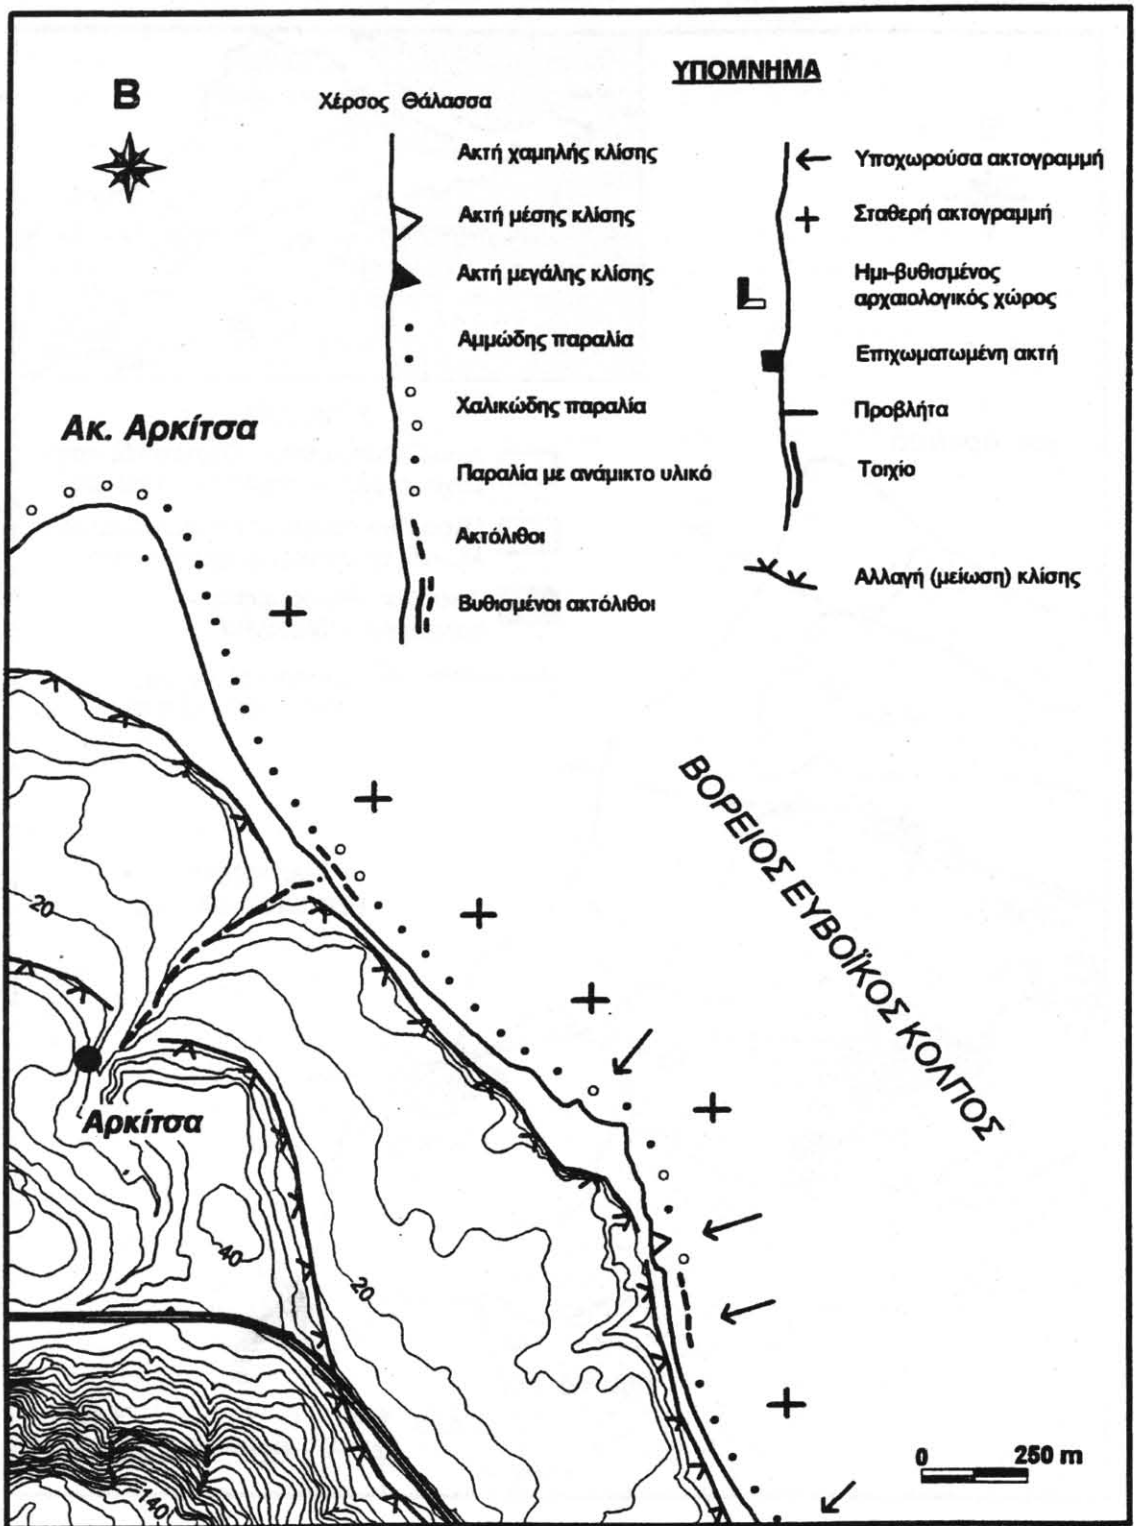 ΥΠΟΜΝΗΜΑ
Β
Χέρσος Θάλασσα
Ακτή χαμηλής κλίσης
Ακτή μέσης κλίσης
Ακτή μεγάλης κλίσης
Αμμώδης παραλία
Χαλικώδης παραλία
Παραλία με ανάμικτο υλικό
Ακτόλιθοι
Βυθισμένοι ακτόλιθοι
Υποχωρούσα ακτογραμμή
Σταθερή ακτογραμμή
Ημι-βυθισμένος
αρχαιολογικός χώρος
Επιχωματωμένη ακτή
Προβλήτα
Τοιχίο
Αλλαγή (μείωση) κλίσης
Ακ. Αρκίτσα
ΒΟΡΕΙΟΣ ΕΥΒΟΪΚΟΣ ΚΟΛΠΟΣ
20
Αρκίτσα
40
20
140
0 250 m